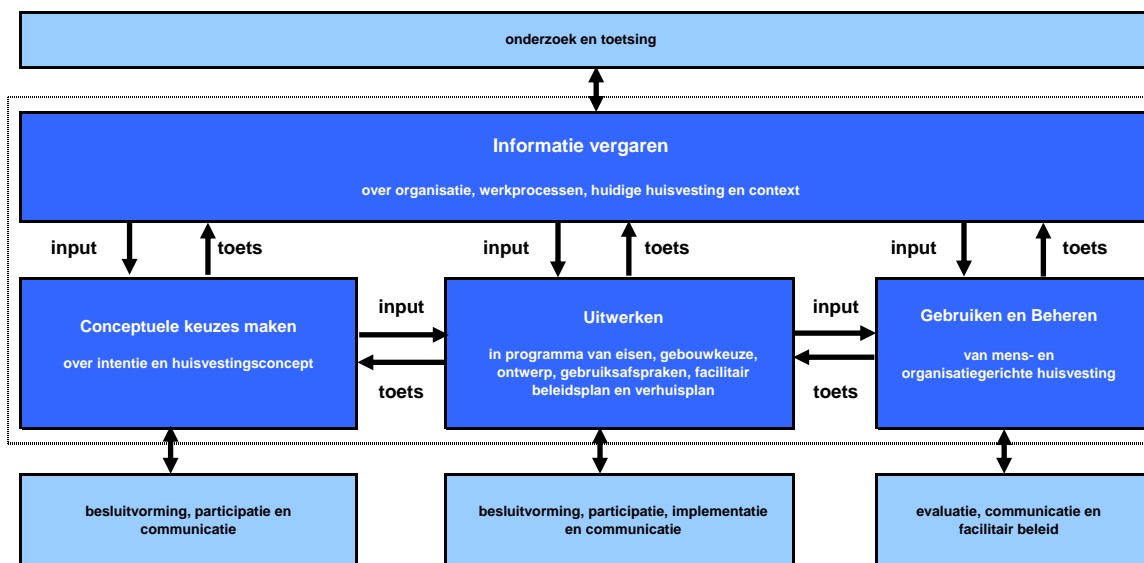 onderzoek en toetsing
Informatie vergaren
over organisatie, werkprocessen, huidige huisvesting en context
input
toets
input
toets
input
toets
Conceptuele keuzes maken
over intentie en huisvestingsconcept
input
toets
Uitwerken
in programma van eisen, gebouwkeuze,
ontwerp, gebruiksafspraken, facilitair
beleidsplan en verhuisplan
input
toets
Gebruiken en Beheren
van mens- en
organisatiegerichte huisvesting
besluitvorming, participatie en
communicatie
besluitvorming, participatie, implementatie
en communicatie
evaluatie, communicatie en
facilitair beleid